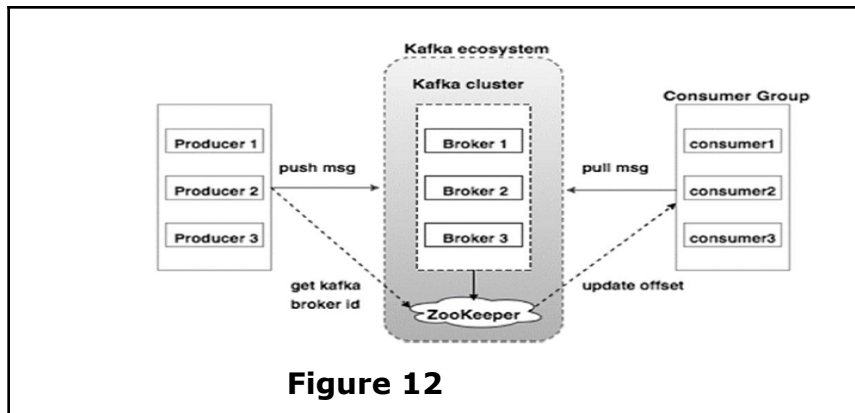 Kafka ecosystem
Kafka cluster
Consumer Group
Producer 1
Producer 2
Producer 3
push msg
Broker 1
Broker 2
Broker 3
pull msg
consumer1
consumer2
consumer3
get kafka
broker id
ZooKeeper
update offset
Figure 12